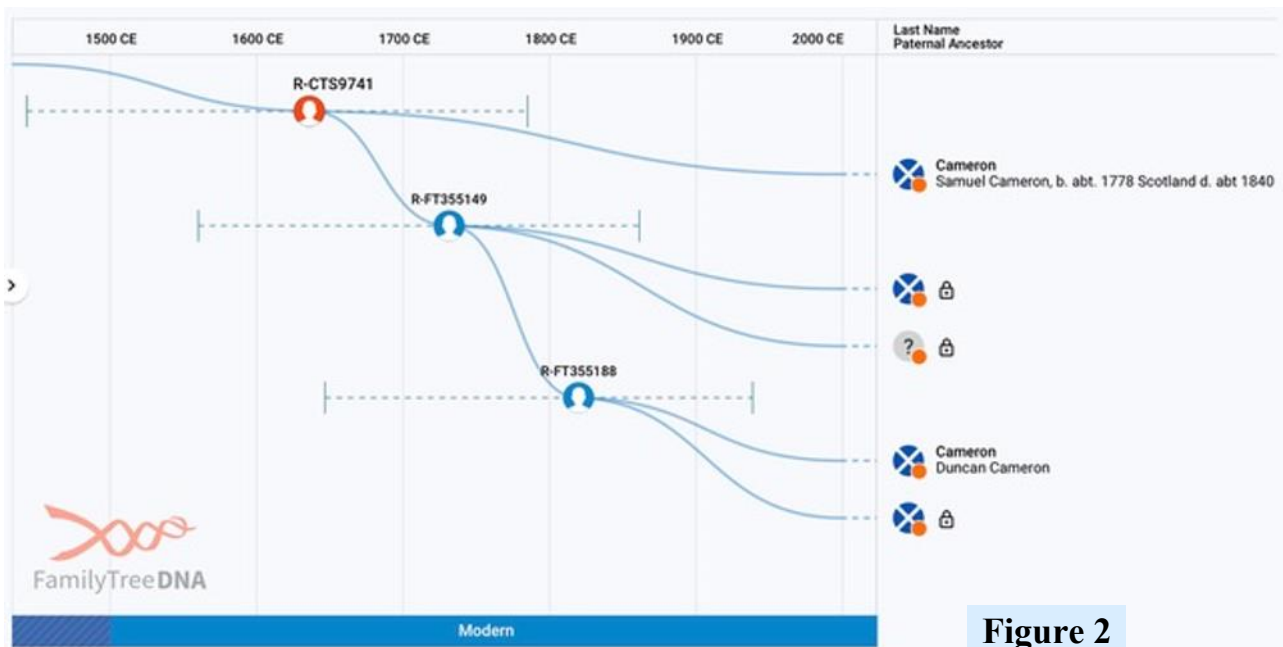 1500 CE 1600 CE 1700 CE 1800 CE 1900 CE 2000 CE
Last Name
Paternal Ancestor
R-CTS9741
Cameron
Samuel Cameron, b. abt. 1778 Scotland d. abt 1840
R-FT355149
?
R-FT355188
Cameron
Duncan Cameron
FamilyTreeDNA
Modern
Figure 2